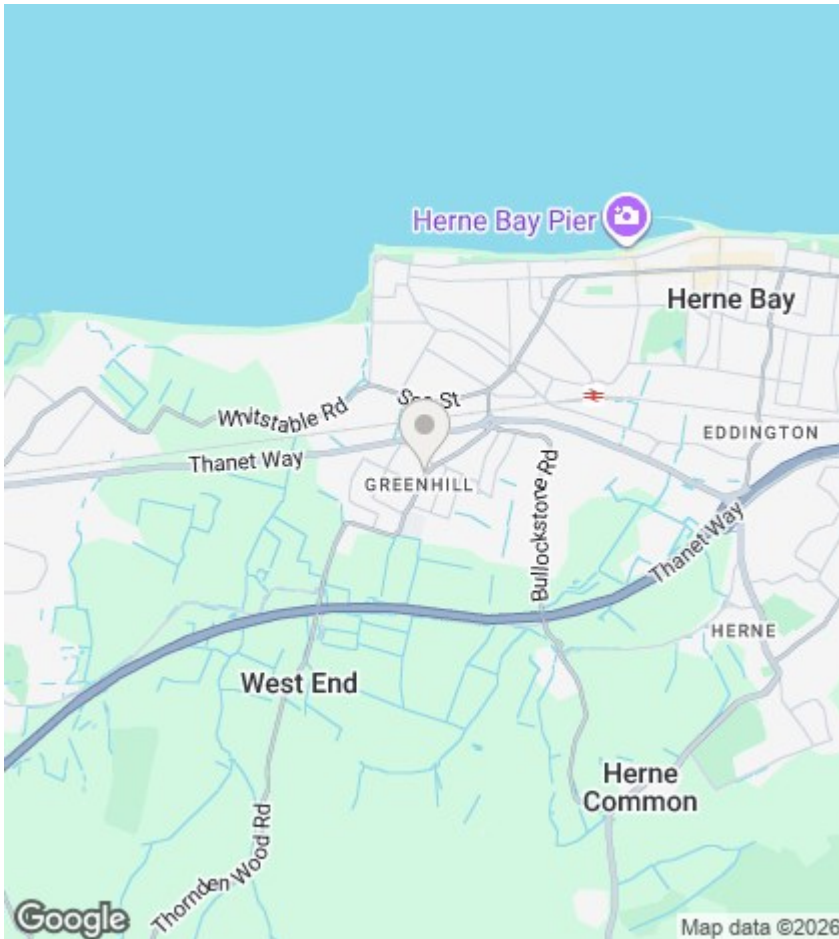 Herne Bay Pier
Herne Bay
Whitstable Rd
St
EDDINGTON
Thanet Way
GREENHILL
Bullockstone Rd
Thanet Way
HERNE
West End
Herne
Common
Thornden Wood Rd
Google
Map data ©2026